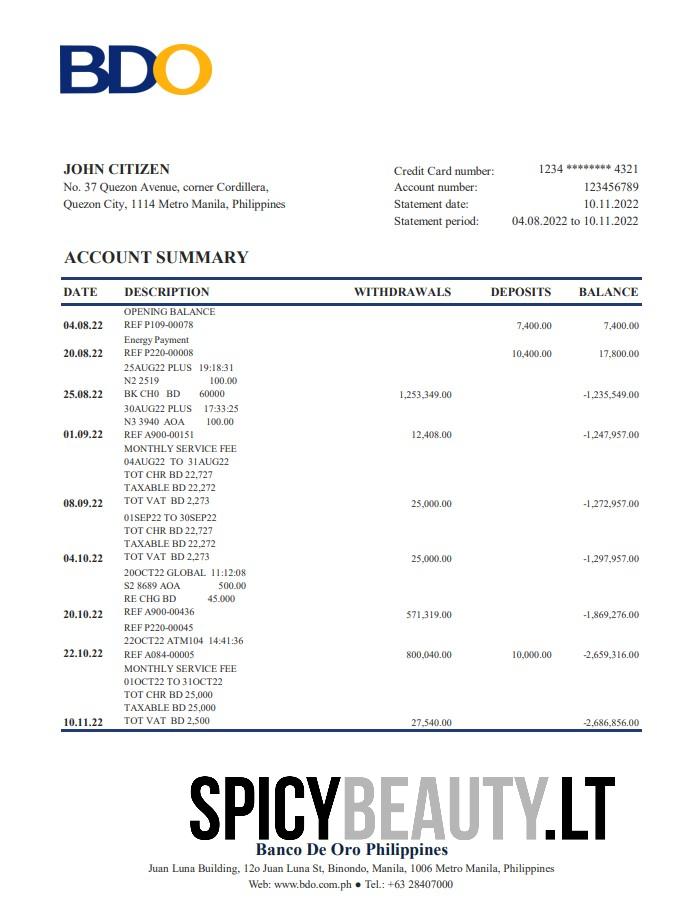 BDO
JOHN CITIZEN
No. 37 Quezon Avenue, corner Cordillera,
Quezon City, 1114 Metro Manila, Philippines
Credit Card number: 1234 ******** 4321
Account number: 123456789
Statement date: 10.11.2022
Statement period: 04.08.2022 to 10.11.2022
ACCOUNT SUMMARY
DATE DESCRIPTION WITHDRAWALS DEPOSITS BALANCE
OPENING BALANCE
04.08.22 REF P109-00078 7,400.00 7,400.00
Energy Payment
20.08.22 REF P220-00008 10,400.00 17,800.00
25AUG22 PLUS 19:18:31
N2 2519 100.00
25.08.22 BK CH0 BD 60000 1,253,349.00 -1,235,549.00
30AUG22 PLUS 17:33:25
N3 3940 AOA 100.00
01.09.22 REF A900-00151 12,408.00 -1,247,957.00
MONTHLY SERVICE FEE
04AUG22 TO 31AUG22
TOT CHR BD 22,727
TAXABLE BD 22,272
08.09.22 TOT VAT BD 2,273 25,000.00 -1,272,957.00
01SEP22 TO 30SEP22
TOT CHR BD 22,727
TAXABLE BD 22,272
04.10.22 TOT VAT BD 2,273 25,000.00 -1,297,957.00
20OCT22 GLOBAL 11:12:08
S2 8689 AOA 500.00
RE CHG BD 45.000
20.10.22 REF A900-00436 571,319.00 -1,869,276.00
REF P220-00045
22OCT22 ATM104 14:41:36
22.10.22 REF A084-00005 800,040.00 10,000.00 -2,659,316.00
MONTHLY SERVICE FEE
01OCT22 TO 31OCT22
TOT CHR BD 25,000
TAXABLE BD 25,000
10.11.22 TOT VAT BD 2,500 27,540.00 -2,686,856.00
SPICYBEAUTY.LT
Banco De Oro Philippines
Juan Luna Building, 12o Juan Luna St, Binondo, Manila, 1006 Metro Manila, Philippines
Web: www.bdo.com.ph ● Tel.: +63 28407000